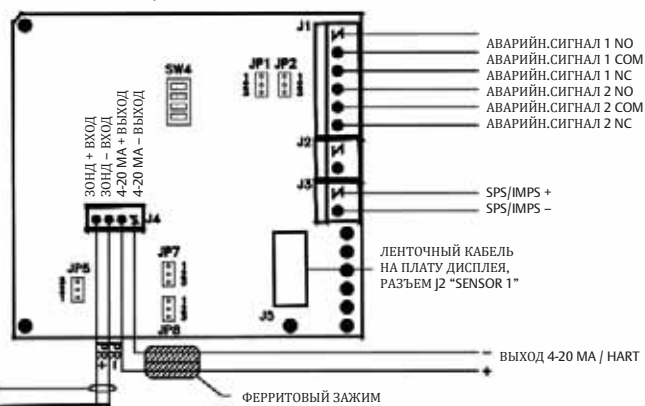 J1
АВАРИЙН.СИГНАЛ 1 NO
АВАРИЙН.СИГНАЛ 1 COM
АВАРИЙН.СИГНАЛ 1 NC
АВАРИЙН.СИГНАЛ 2 NO
АВАРИЙН.СИГНАЛ 2 COM
АВАРИЙН.СИГНАЛ 2 NC
SW4
JP1 JP2
ЗОНД + ВХОД
ЗОНД – ВХОД
4-20 МА + ВЫХОД
4-20 МА – ВЫХОД
J2
J3
SPS/IMPS +
SPS/IMPS –
J4
ЛЕНТОЧНЫЙ КАБЕЛЬ
НА ПЛАТУ ДИСПЛЕЯ,
РАЗЪЕМ J2 “SENSOR 1”
JP5
JP7
JP8
J5
+ –
–
+
ВЫХОД 4-20 МА / HART
ФЕРРИТОВЫЙ ЗАЖИМ